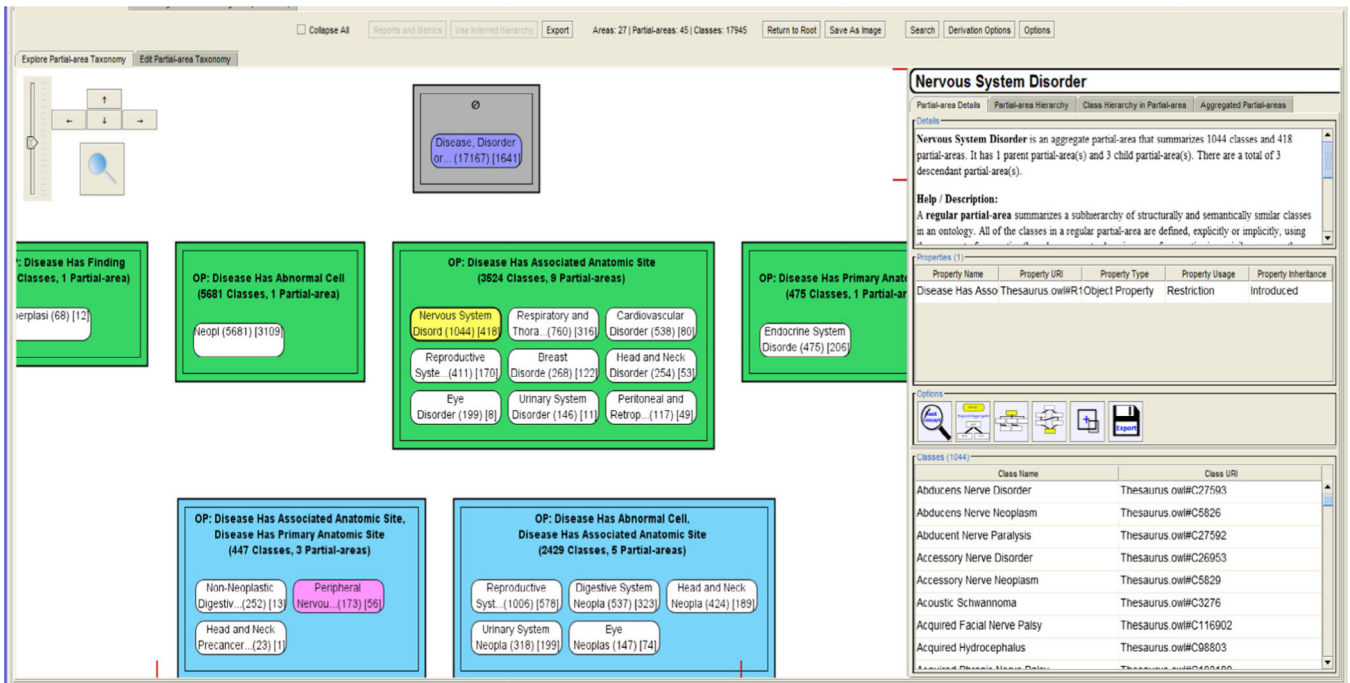 Collapse All
Reports and Metrics
Use Inferred Hierarchy
Export
Areas: 27 | Partial-areas: 45 | Classes: 17945
Return to Root
Save As Image
Search
Derivation Options
Options
Explore Partial-area Taxonomy
Edit Partial-area Taxonomy
Ø
Disease, Disorder
or... (17167) [1641]
: Disease Has Finding
Classes, 1 Partial-area)
erplasi (68) [12]
OP: Disease Has Abnormal Cell
(5681 Classes, 1 Partial-area)
Neopl (5681) [3109]
OP: Disease Has Associated Anatomic Site
(3524 Classes, 9 Partial-areas)
Nervous System
Disord (1044) [418]
Respiratory and
Thora...(760) [316]
Cardiovascular
Disorder (538) [80]
Reproductive
Syste...(411) [170]
Breast
Disorde (268) [122]
Head and Neck
Disorder (254) [53]
Eye
Disorder (199) [8]
Urinary System
Disorder (146) [11]
Peritoneal and
Retrop...(117) [49]
OP: Disease Has Primary Anato
(475 Classes, 1 Partial-ar
Endocrine System
Disorde (475) [206]
OP: Disease Has Associated Anatomic Site,
Disease Has Primary Anatomic Site
(447 Classes, 3 Partial-areas)
Non-Neoplastic
Digestiv...(252) [13]
Peripheral
Nervou...(173) [56]
Head and Neck
Precancer...(23) [1]
OP: Disease Has Abnormal Cell,
Disease Has Associated Anatomic Site
(2429 Classes, 5 Partial-areas)
Reproductive
Syst...(1006) [578]
Digestive System
Neopla (537) [323]
Head and Neck
Neopla (424) [189]
Urinary System
Neopla (318) [199]
Eye
Neoplas (147) [74]
Nervous System Disorder
Partial-area Details
Partial-area Hierarchy
Class Hierarchy in Partial-area
Aggregated Partial-areas
Details
Nervous System Disorder is an aggregate partial-area that summarizes 1044 classes and 418
partial-areas. It has 1 parent partial-area(s) and 3 child partial-area(s). There are a total of 3
descendant partial-area(s).
Help / Description:
A regular partial-area summarizes a subhierarchy of structurally and semantically similar classes
in an ontology. All of the classes in a regular partial-area are defined, explicitly or implicitly, using
Properties (1)
Property Name Property URI Property Type Property Usage Property Inheritance
Disease Has Asso Thesaurus.owl#R1 Object Property Restriction Introduced
Options
Export
Classes (1044)
Class Name Class URI
Abducens Nerve Disorder Thesaurus.owl#C27593
Abducens Nerve Neoplasm Thesaurus.owl#C5826
Abducent Nerve Paralysis Thesaurus.owl#C27592
Accessory Nerve Disorder Thesaurus.owl#C26953
Accessory Nerve Neoplasm Thesaurus.owl#C5829
Acoustic Schwannoma Thesaurus.owl#C3276
Acquired Facial Nerve Palsy Thesaurus.owl#C116902
Acquired Hydrocephalus Thesaurus.owl#C98803